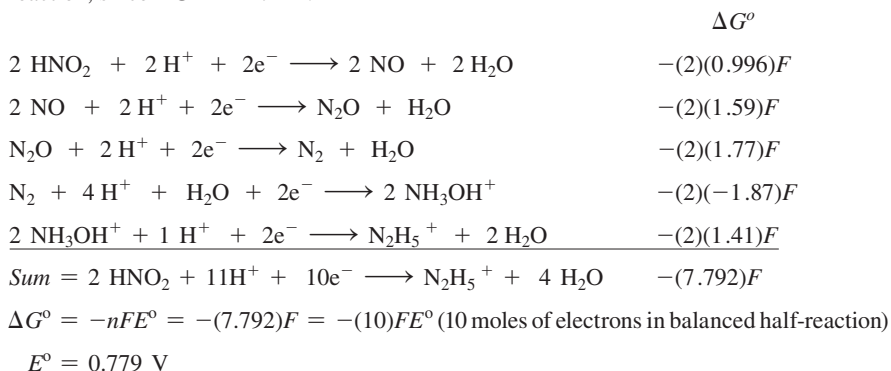 ΔG°
2 HNO₂ + 2 H⁺ + 2e⁻ ⟶ 2 NO + 2 H₂O −(2)(0.996)F
2 NO + 2 H⁺ + 2e⁻ ⟶ N₂O + H₂O −(2)(1.59)F
N₂O + 2 H⁺ + 2e⁻ ⟶ N₂ + H₂O −(2)(1.77)F
N₂ + 4 H⁺ + H₂O + 2e⁻ ⟶ 2 NH₃OH⁺ −(2)(−1.87)F
2 NH₃OH⁺ + 1 H⁺ + 2e⁻ ⟶ N₂H₅⁺ + 2 H₂O −(2)(1.41)F
Sum = 2 HNO₂ + 11H⁺ + 10e⁻ ⟶ N₂H₅⁺ + 4 H₂O −(7.792)F
ΔG° = −nFE° = −(7.792)F = −(10)FE° (10 moles of electrons in balanced half-reaction)
E° = 0.779 V